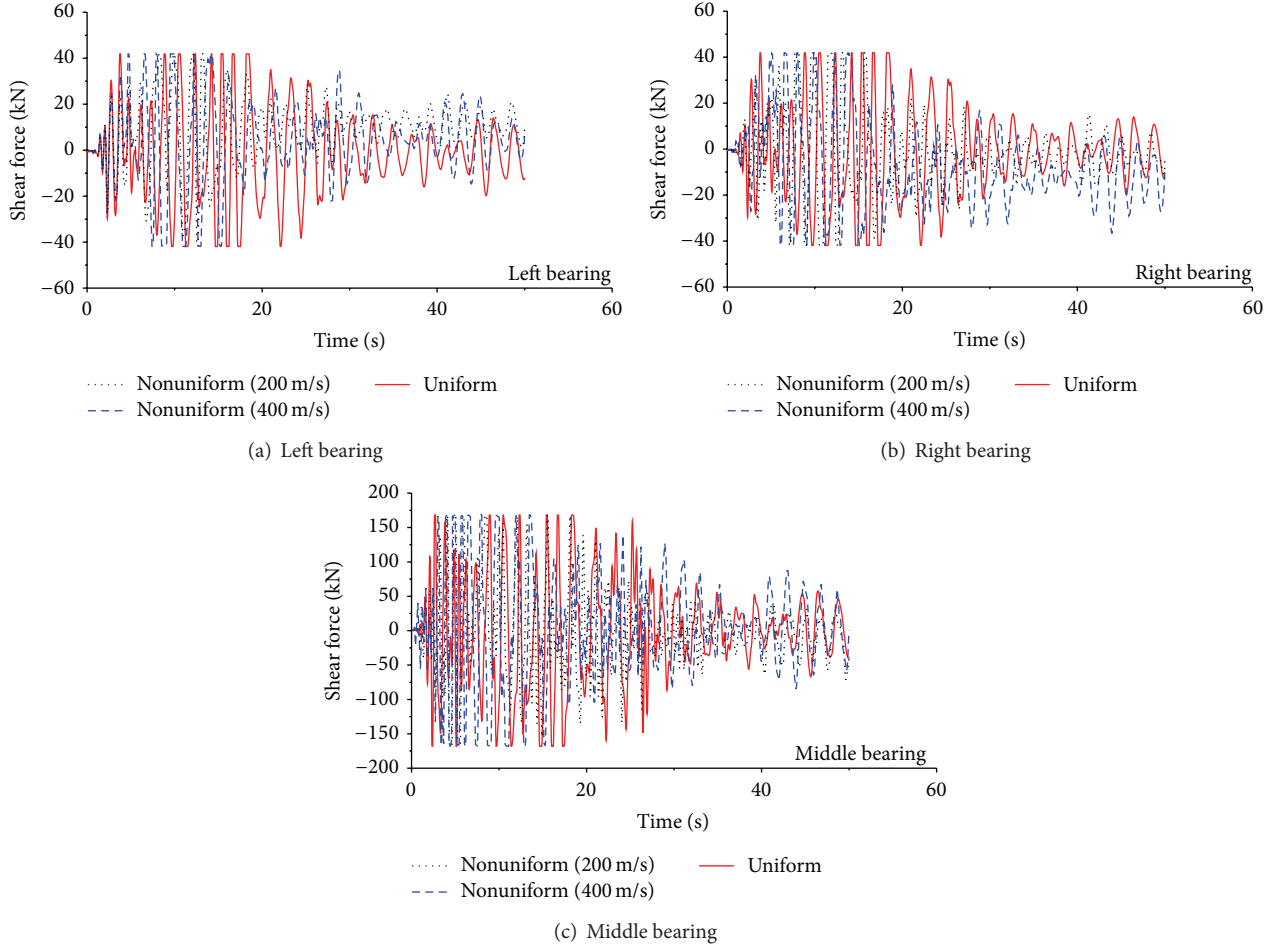 60
40
20
0
−20
−40
−60
Shear force (kN)
Left bearing
0
20
40
60
Time (s)
Nonuniform (200 m/s)
Uniform
Nonuniform (400 m/s)
(a) Left bearing
60
40
20
0
−20
−40
−60
Shear force (kN)
Right bearing
0
20
40
60
Time (s)
Nonuniform (200 m/s)
Uniform
Nonuniform (400 m/s)
(b) Right bearing
200
150
100
50
0
−50
−100
−150
−200
Shear force (kN)
Middle bearing
0
20
40
60
Time (s)
Nonuniform (200 m/s)
Uniform
Nonuniform (400 m/s)
(c) Middle bearing